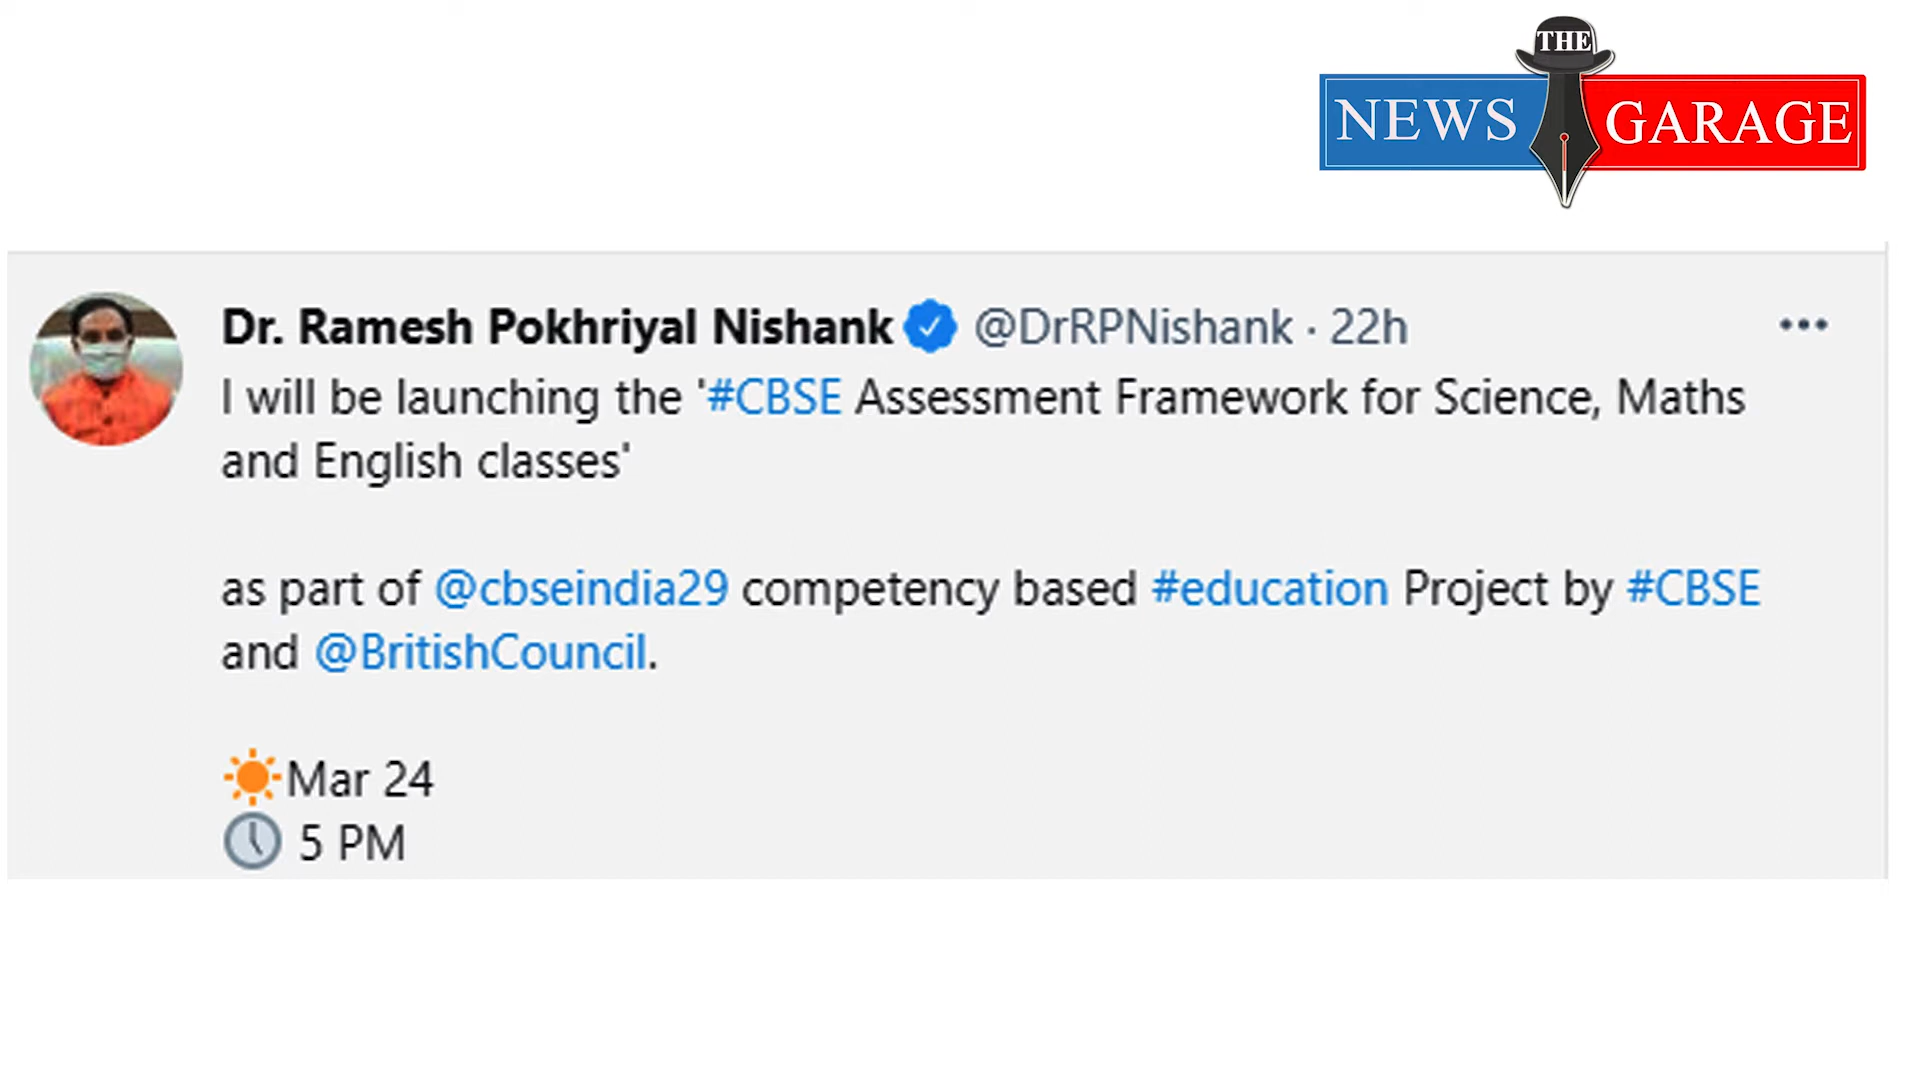 THE
NEWS GARAGE
Dr. Ramesh Pokhriyal Nishank @DrRPNishank · 22h
I will be launching the '#CBSE Assessment Framework for Science, Maths
and English classes'
as part of @cbseindia29 competency based #education Project by #CBSE
and @BritishCouncil.
Mar 24
5 PM